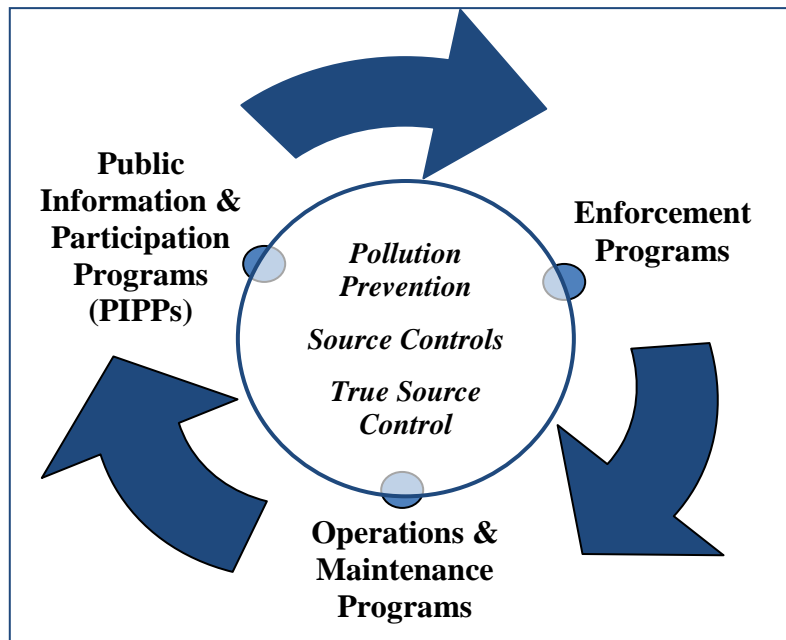 Public
Information &
Participation
Programs
(PIPPs)
Enforcement
Programs
Pollution
Prevention
Source Controls
True Source
Control
Operations &
Maintenance
Programs